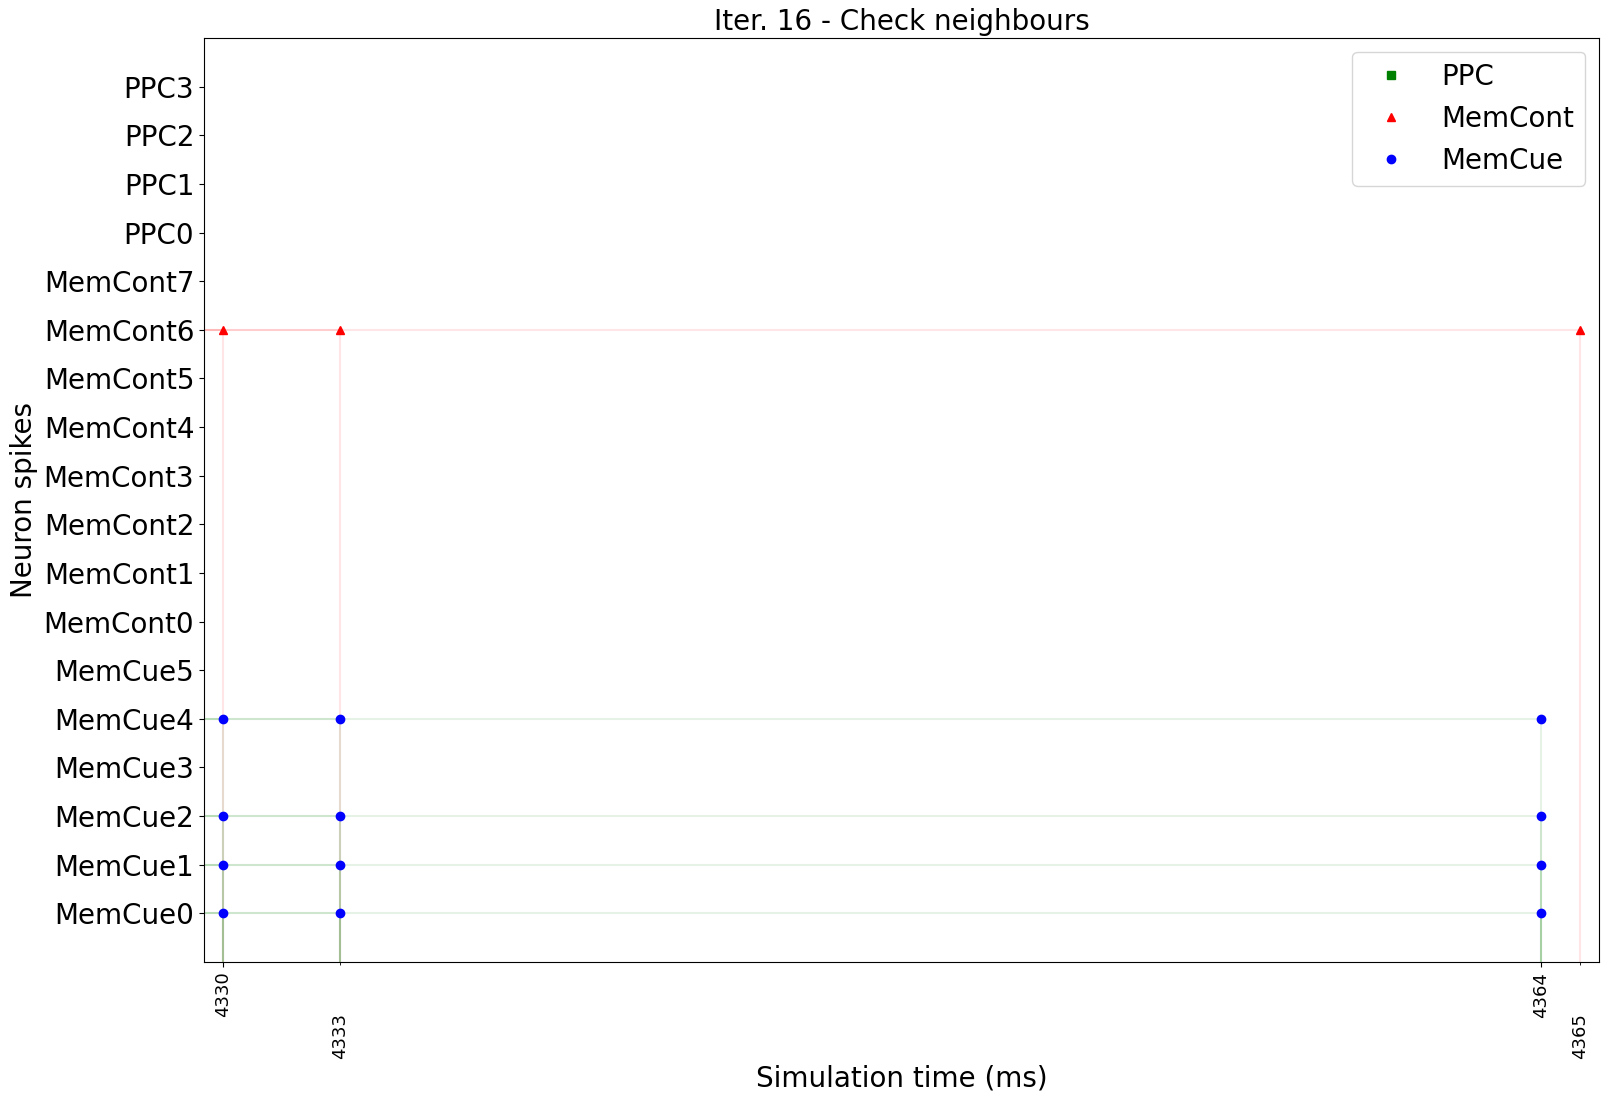 Iter. 16 - Check neighbours
PPC
MemCont
MemCue
Neuron spikes
PPC3
PPC2
PPC1
PPC0
MemCont7
MemCont6
MemCont5
MemCont4
MemCont3
MemCont2
MemCont1
MemCont0
MemCue5
MemCue4
MemCue3
MemCue2
MemCue1
MemCue0
4330
4333
4364
4365
Simulation time (ms)